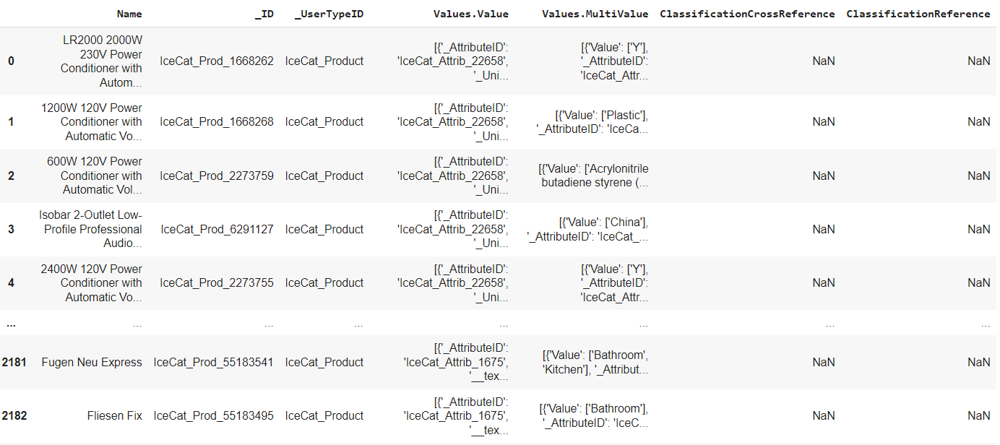 Name _ID _UserTypeID Values.Value Values.MultiValue ClassificationCrossReference ClassificationReference
0 LR2000 2000W 230V Power Conditioner with Autom... IceCat_Prod_1668262 IceCat_Product [{'_AttributeID': 'IceCat_Attrib_22658', '_Uni... [{'Value': ['Y'], '_AttributeID': 'IceCat_Attr... NaN NaN
1 1200W 120V Power Conditioner with Automatic Vo... IceCat_Prod_1668268 IceCat_Product [{'_AttributeID': 'IceCat_Attrib_22658', '_Uni... [{'Value': ['Plastic'], '_AttributeID': 'IceCa... NaN NaN
2 600W 120V Power Conditioner with Automatic Vol... IceCat_Prod_2273759 IceCat_Product [{'_AttributeID': 'IceCat_Attrib_22658', '_Uni... [{'Value': ['Acrylonitrile butadiene styrene (... NaN NaN
3 Isobar 2-Outlet Low-Profile Professional Audio... IceCat_Prod_6291127 IceCat_Product [{'_AttributeID': 'IceCat_Attrib_22658', '_Uni... [{'Value': ['China'], '_AttributeID': 'IceCat_... NaN NaN
4 2400W 120V Power Conditioner with Automatic Vo... IceCat_Prod_2273755 IceCat_Product [{'_AttributeID': 'IceCat_Attrib_22658', '_Uni... [{'Value': ['Y'], '_AttributeID': 'IceCat_Attr... NaN NaN
... ... ... ... ... ... ... ...
2181 Fugen Neu Express IceCat_Prod_55183541 IceCat_Product [{'_AttributeID': 'IceCat_Attrib_1675', '__tex... [{'Value': ['Bathroom', 'Kitchen'], '_Attribut... NaN NaN
2182 Fliesen Fix IceCat_Prod_55183495 IceCat_Product [{'_AttributeID': 'IceCat_Attrib_1675', '__tex... [{'Value': ['Bathroom'], '_AttributeID': 'IceC... NaN NaN